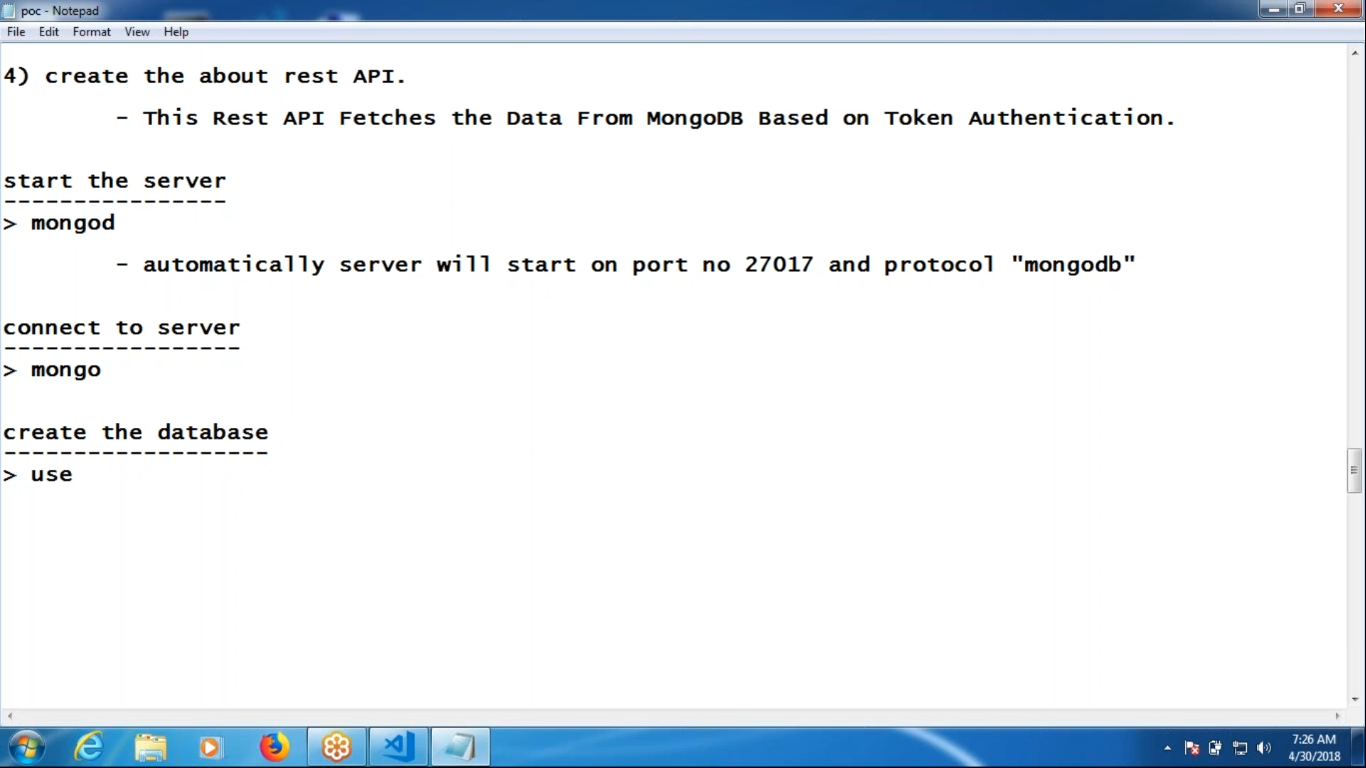 poc - Notepad
File Edit Format View Help
4) create the about rest API.
- This Rest API Fetches the Data From MongoDB Based on Token Authentication.
start the server
----------------
> mongod
- automatically server will start on port no 27017 and protocol "mongodb"
connect to server
-----------------
> mongo
create the database
-------------------
> use
7:26 AM
4/30/2018